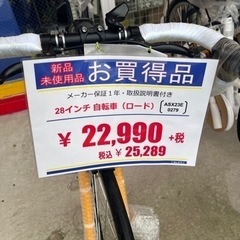 新品
未使用品 お買得品
メーカー保証1年・取扱説明書付き
28インチ 自転車（ロード） ASX23E
0279
¥ 22,990 +税
税込 ¥ 25,289